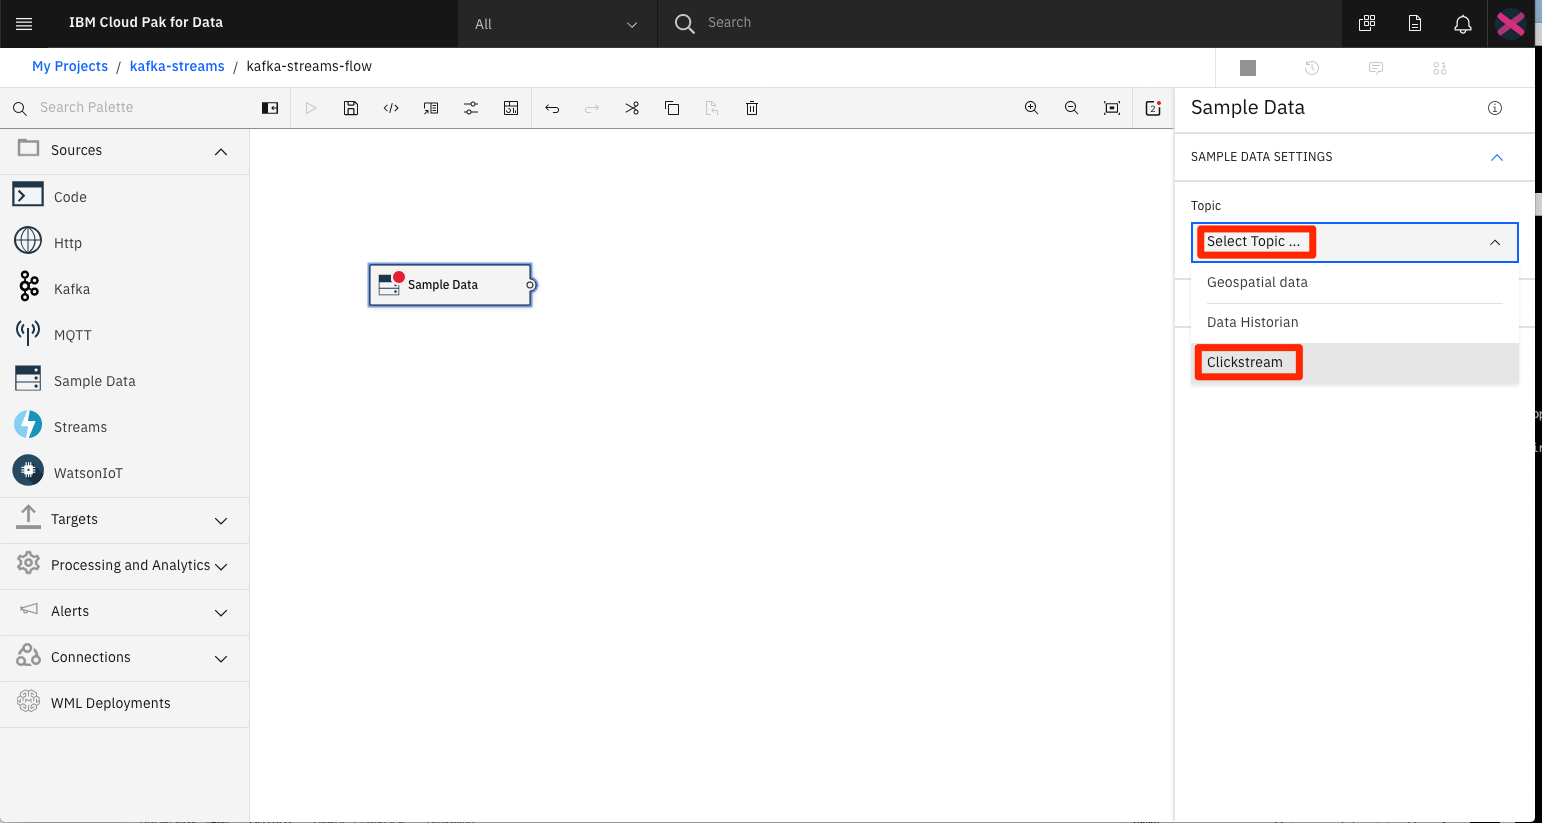 IBM Cloud Pak for Data
All
Search
My Projects / kafka-streams / kafka-streams-flow
Search Palette
2
Sources
Code
Http
Kafka
MQTT
Sample Data
Streams
WatsonIoT
Targets
Processing and Analytics
Alerts
Connections
WML Deployments
Sample Data
Sample Data
SAMPLE DATA SETTINGS
Topic
Select Topic ...
Geospatial data
Data Historian
Clickstream